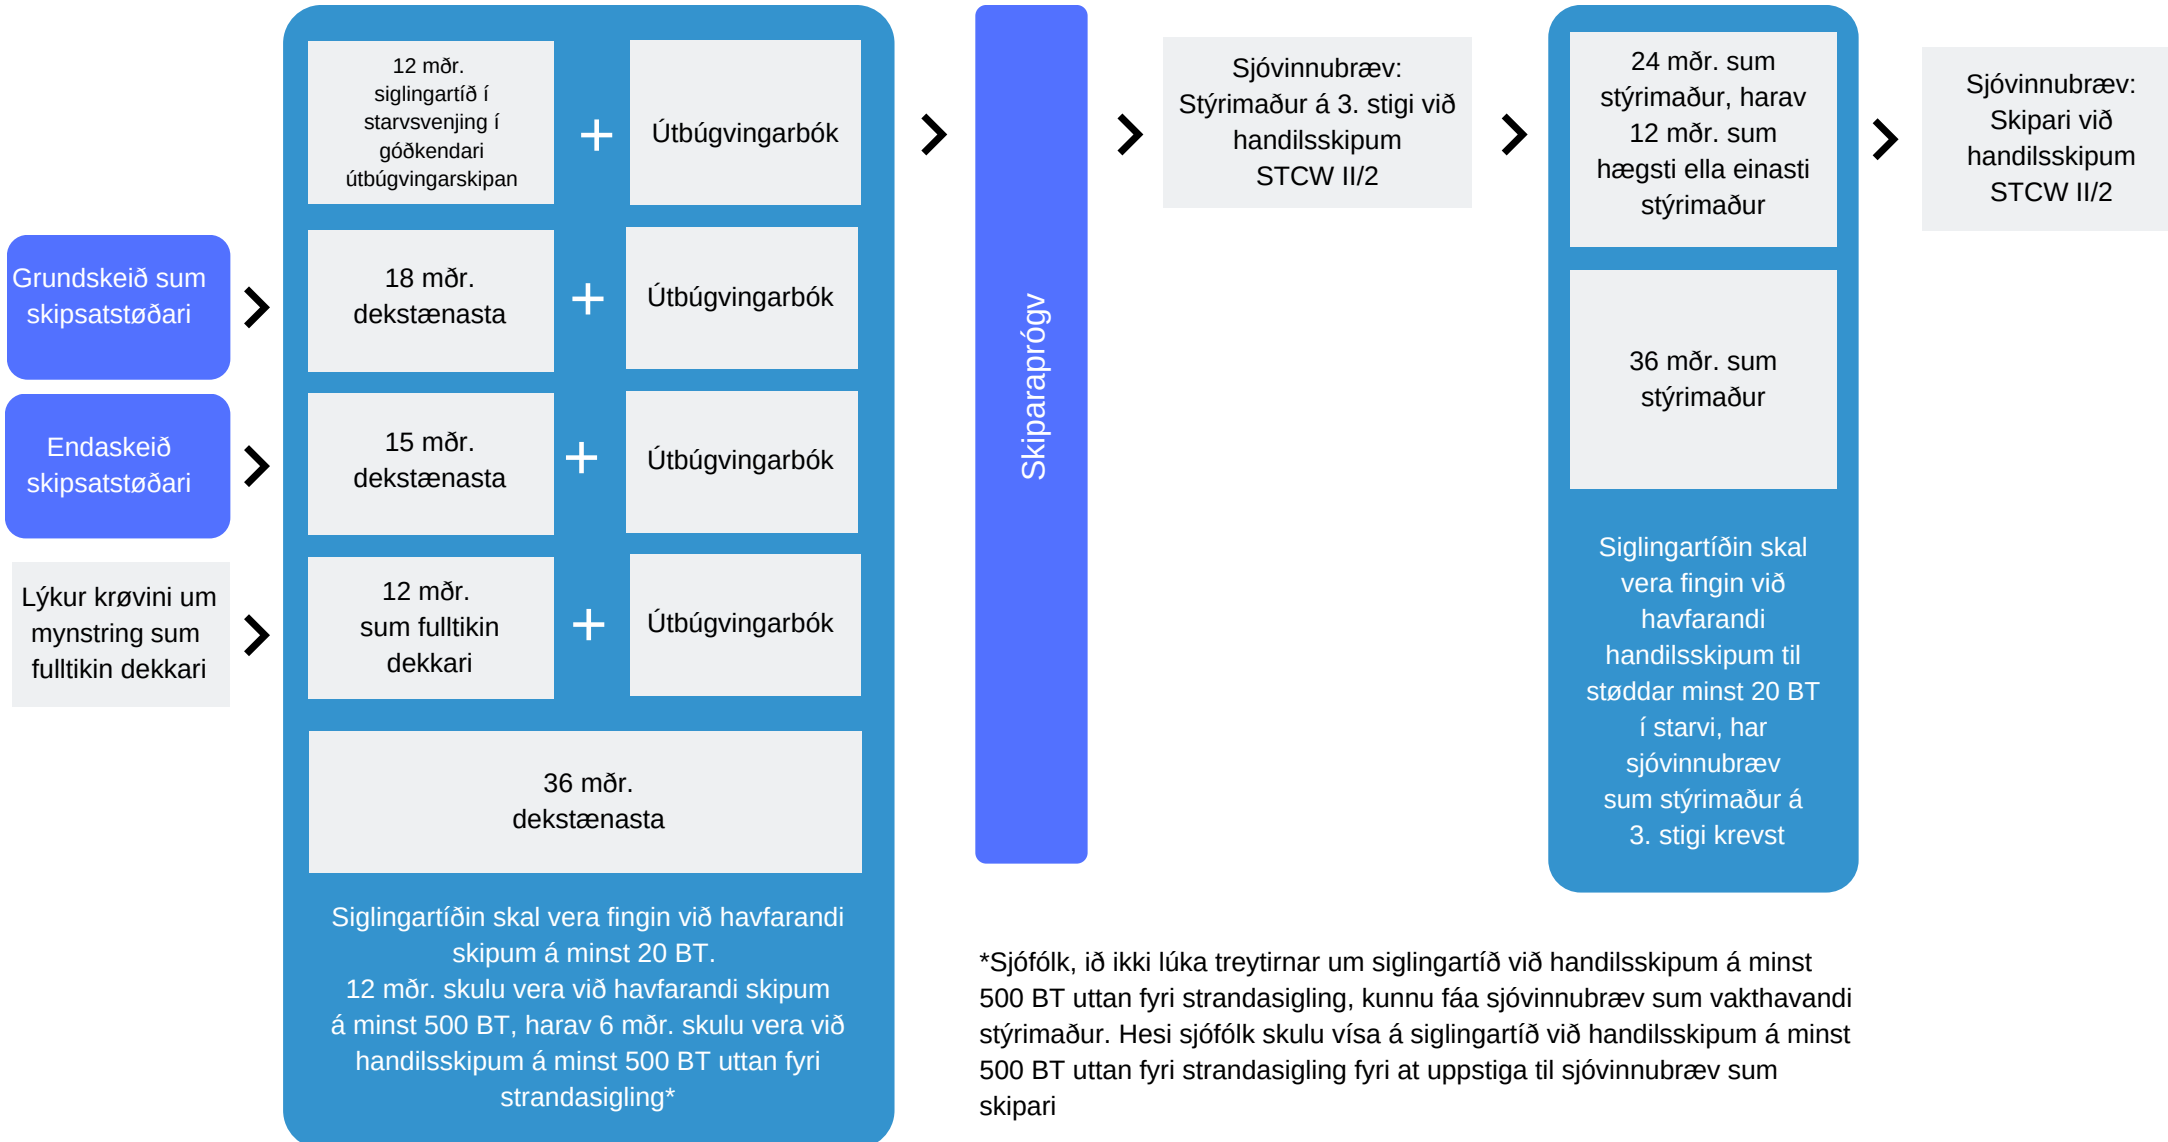 12 mðr.
siglingartíð í
starvsvenjing í
góðkendari
útbúgvingarskipan
+
Útbúgvingarbók
Grundskeið sum
skipsatstøðari
18 mðr.
dekstænasta
+
Útbúgvingarbók
Endaskeið
skipsatstøðari
15 mðr.
dekstænasta
+
Útbúgvingarbók
Lýkur krøvini um
mynstring sum
fulltikin dekkari
12 mðr.
sum fulltikin
dekkari
+
Útbúgvingarbók
36 mðr.
dekstænasta
Siglingartíðin skal vera fingin við havfarandi
skipum á minst 20 BT.
12 mðr. skulu vera við havfarandi skipum
á minst 500 BT, harav 6 mðr. skulu vera við
handilsskipum á minst 500 BT uttan fyri
strandasigling*
Skiparaprógv
Sjóvinnubræv:
Stýrimaður á 3. stigi við
handilsskipum
STCW II/2
24 mðr. sum
stýrimaður, harav
12 mðr. sum
hægsti ella einasti
stýrimaður
36 mðr. sum
stýrimaður
Siglingartíðin skal
vera fingin við
havfarandi
handilsskipum til
støddar minst 20 BT
í starvi, har
sjóvinnubræv
sum stýrimaður á
3. stigi krevst
Sjóvinnubræv:
Skipari við
handilsskipum
STCW II/2
*Sjófólk, ið ikki lúka treytirnar um siglingartíð við handilsskipum á minst
500 BT uttan fyri strandasigling, kunnu fáa sjóvinnubræv sum vakthavandi
stýrimaður. Hesi sjófólk skulu vísa á siglingartíð við handilsskipum á minst
500 BT uttan fyri strandasigling fyri at uppstiga til sjóvinnubræv sum
skipari